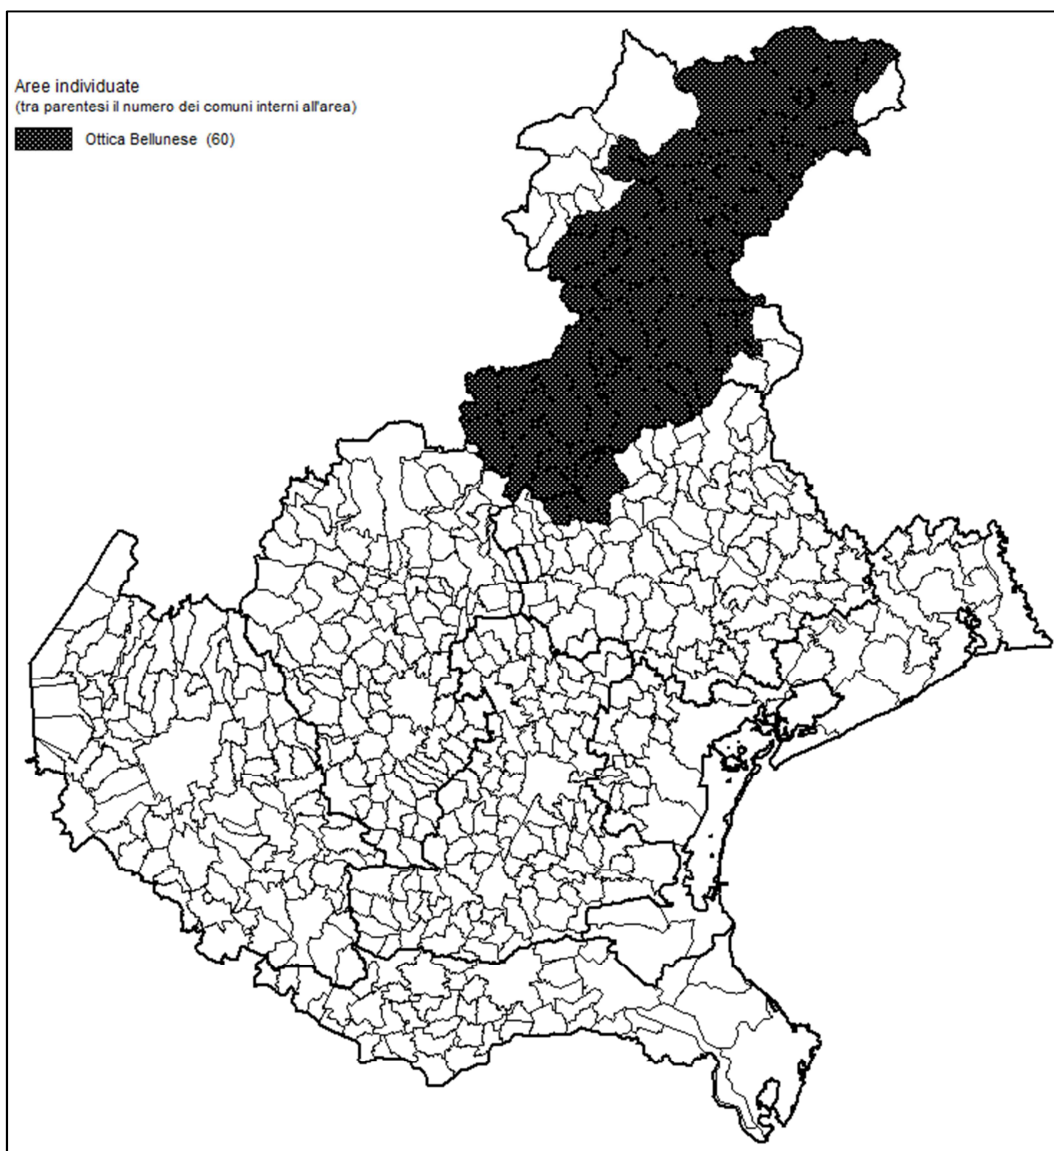 Aree individuate
(tra parentesi il numero dei comuni interni all'area)
Ottica Bellunese (60)